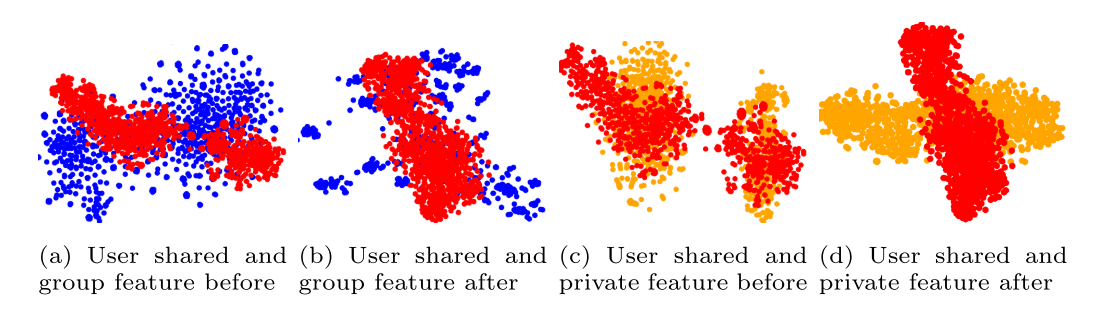 (a) User shared and group feature before
(b) User shared and group feature after
(c) User shared and private feature before
(d) User shared and private feature after